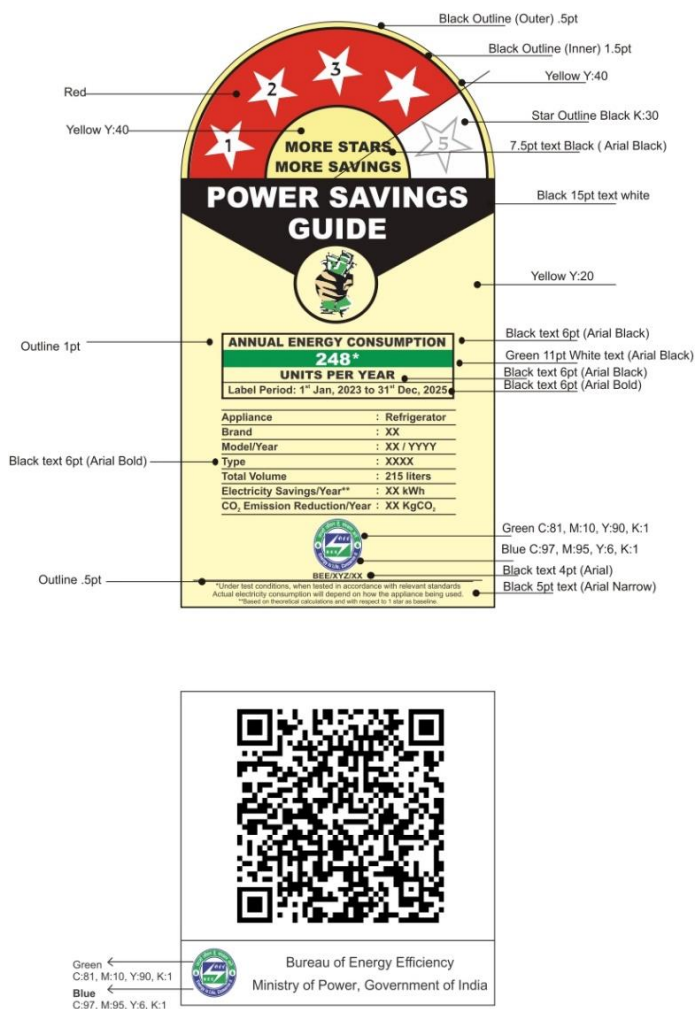 Black Outline (Outer) .5pt
Black Outline (Inner) 1.5pt
Yellow Y:40
Red
Star Outline Black K:30
Yellow Y:40
7.5pt text Black ( Arial Black)
1
2
3
5
MORE STARS
MORE SAVINGS
POWER SAVINGS
GUIDE
Black 15pt text white
Yellow Y:20
Outline 1pt
ANNUAL ENERGY CONSUMPTION
248*
UNITS PER YEAR
Label Period: 1st Jan, 2023 to 31st Dec, 2025
Black text 6pt (Arial Black)
Green 11pt White text (Arial Black)
Black text 6pt (Arial Black)
Black text 6pt (Arial Bold)
Appliance : Refrigerator
Brand : XX
Model/Year : XX / YYYY
Type : XXXX
Total Volume : 215 liters
Electricity Savings/Year** : XX kWh
CO2 Emission Reduction/Year : XX KgCO2
Black text 6pt (Arial Bold)
Green C:81, M:10, Y:90, K:1
Blue C:97, M:95, Y:6, K:1
BEE/XYZ/XX
Black text 4pt (Arial)
Outline .5pt
*Under test conditions, when tested in accordance with relevant standards
Actual electricity consumption will depend on how the appliance being used.
**Based on theoretical calculations and with respect to 1 star as baseline.
Black 5pt text (Arial Narrow)
Green
C:81, M:10, Y:90, K:1
Blue
C:97, M:95, Y:6, K:1
Bureau of Energy Efficiency
Ministry of Power, Government of India